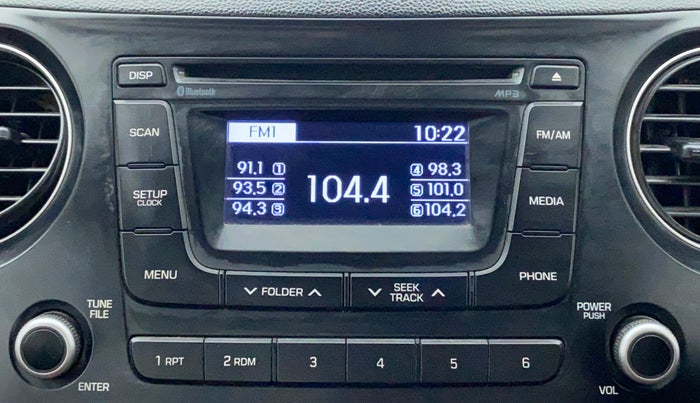 DISP
Bluetooth
MP3
SCAN
FM1 10:22
FM/AM
91.1 1 4 98.3
93.5 2 104.4 5 101.0
94.3 3 6 104.2
SETUP
CLOCK
MEDIA
MENU
FOLDER
SEEK
TRACK
PHONE
TUNE
FILE
POWER
PUSH
1 RPT 2 RDM 3 4 5 6
ENTER
VOL